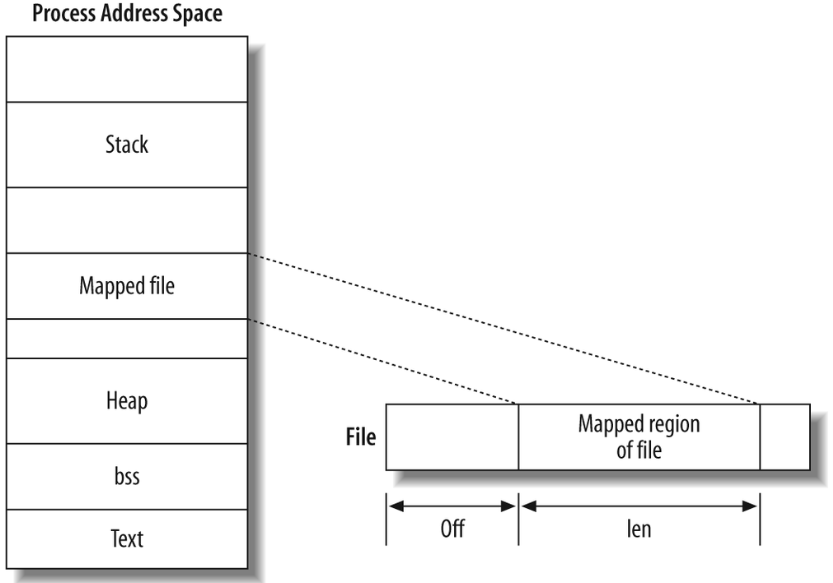 Process Address Space
Stack
Mapped file
Heap
bss
Text
File
Mapped region
of file
Off
len